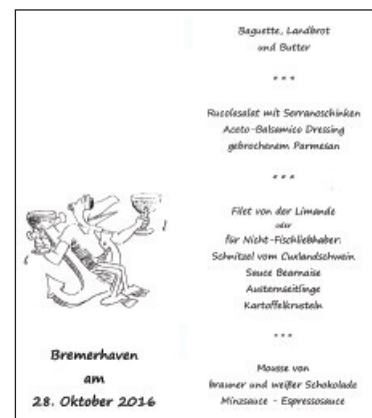 Baguette, Landbrot
und Butter
* * *
Rucolasalat mit Serranoschinken
Aceto-Balsamico Dressing
gebrochenem Parmesan
* * *
Filet von der Limande
oder
für Nicht-Fischliebhaber:
Schnitzel vom Cuxlandschwein
Sauce Bearnaise
Austernseitlinge
Kartoffelkrusteln
* * *
Mousse von
brauner und weißer Schokolade
Minzsauce - Espressosauce
Bremerhaven
am
28. Oktober 2016